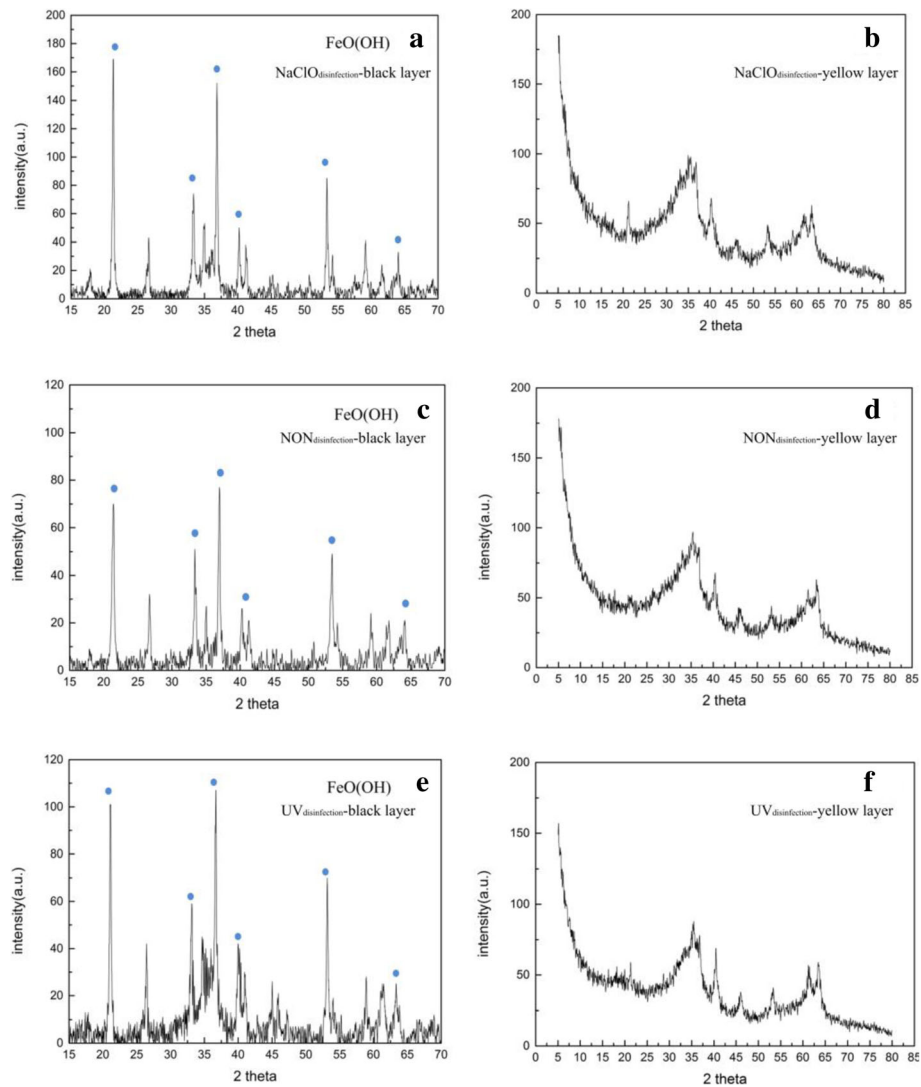 a
FeO(OH)
NaClOdisinfection-black layer
intensity(a.u.)
200
180
160
140
120
100
80
60
40
20
0
15 20 25 30 35 40 45 50 55 60 65 70
2 theta
b
NaClOdisinfection-yellow layer
intensity(a.u.)
200
150
100
50
0
0 5 10 15 20 25 30 35 40 45 50 55 60 65 70 75 80 85
2 theta
c
FeO(OH)
NONdisinfection-black layer
intensity(a.u.)
120
100
80
60
40
20
0
15 20 25 30 35 40 45 50 55 60 65 70
2 theta
d
NONdisinfection-yellow layer
intensity(a.u.)
200
150
100
50
0
0 5 10 15 20 25 30 35 40 45 50 55 60 65 70 75 80 85
2 theta
e
FeO(OH)
UVdisinfection-black layer
intensity(a.u.)
120
100
80
60
40
20
0
15 20 25 30 35 40 45 50 55 60 65 70
2 theta
f
UVdisinfection-yellow layer
intensity(a.u.)
200
150
100
50
0
0 5 10 15 20 25 30 35 40 45 50 55 60 65 70 75 80 85
2 theta